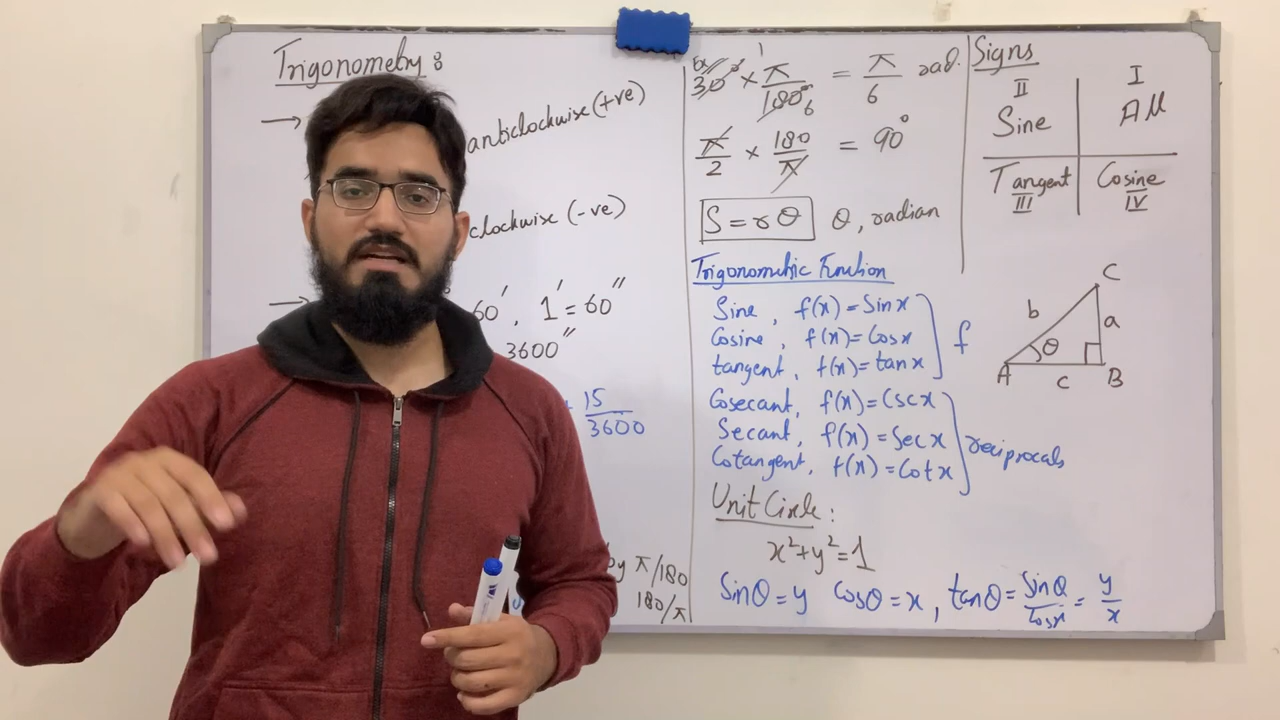 Trigonometry :
→ anticlockwise (+ve)
clockwise (-ve)
→ 60' , 1' = 60"
3600"
15/3600
by π/180
180/π
30° × π/180° 6 = π/6 rad.
π/2 × 180/π = 90°
S = rθ θ, radian
Trigonometric Function
Sine, f(x) = Sin x
Cosine, f(x) = Cos x
tangent, f(x) = tan x
f
Cosecant, f(x) = Csc x
Secant, f(x) = Sec x
Cotangent, f(x) = Cot x
reciprocals
Unit Circle :
x²+y²=1
Sinθ = y Cosθ = x, tanθ = Sinθ/Cosx = y/x
Signs
II I
Sine All
Tangent Cosine
III IV
C
b a
θ
A c B